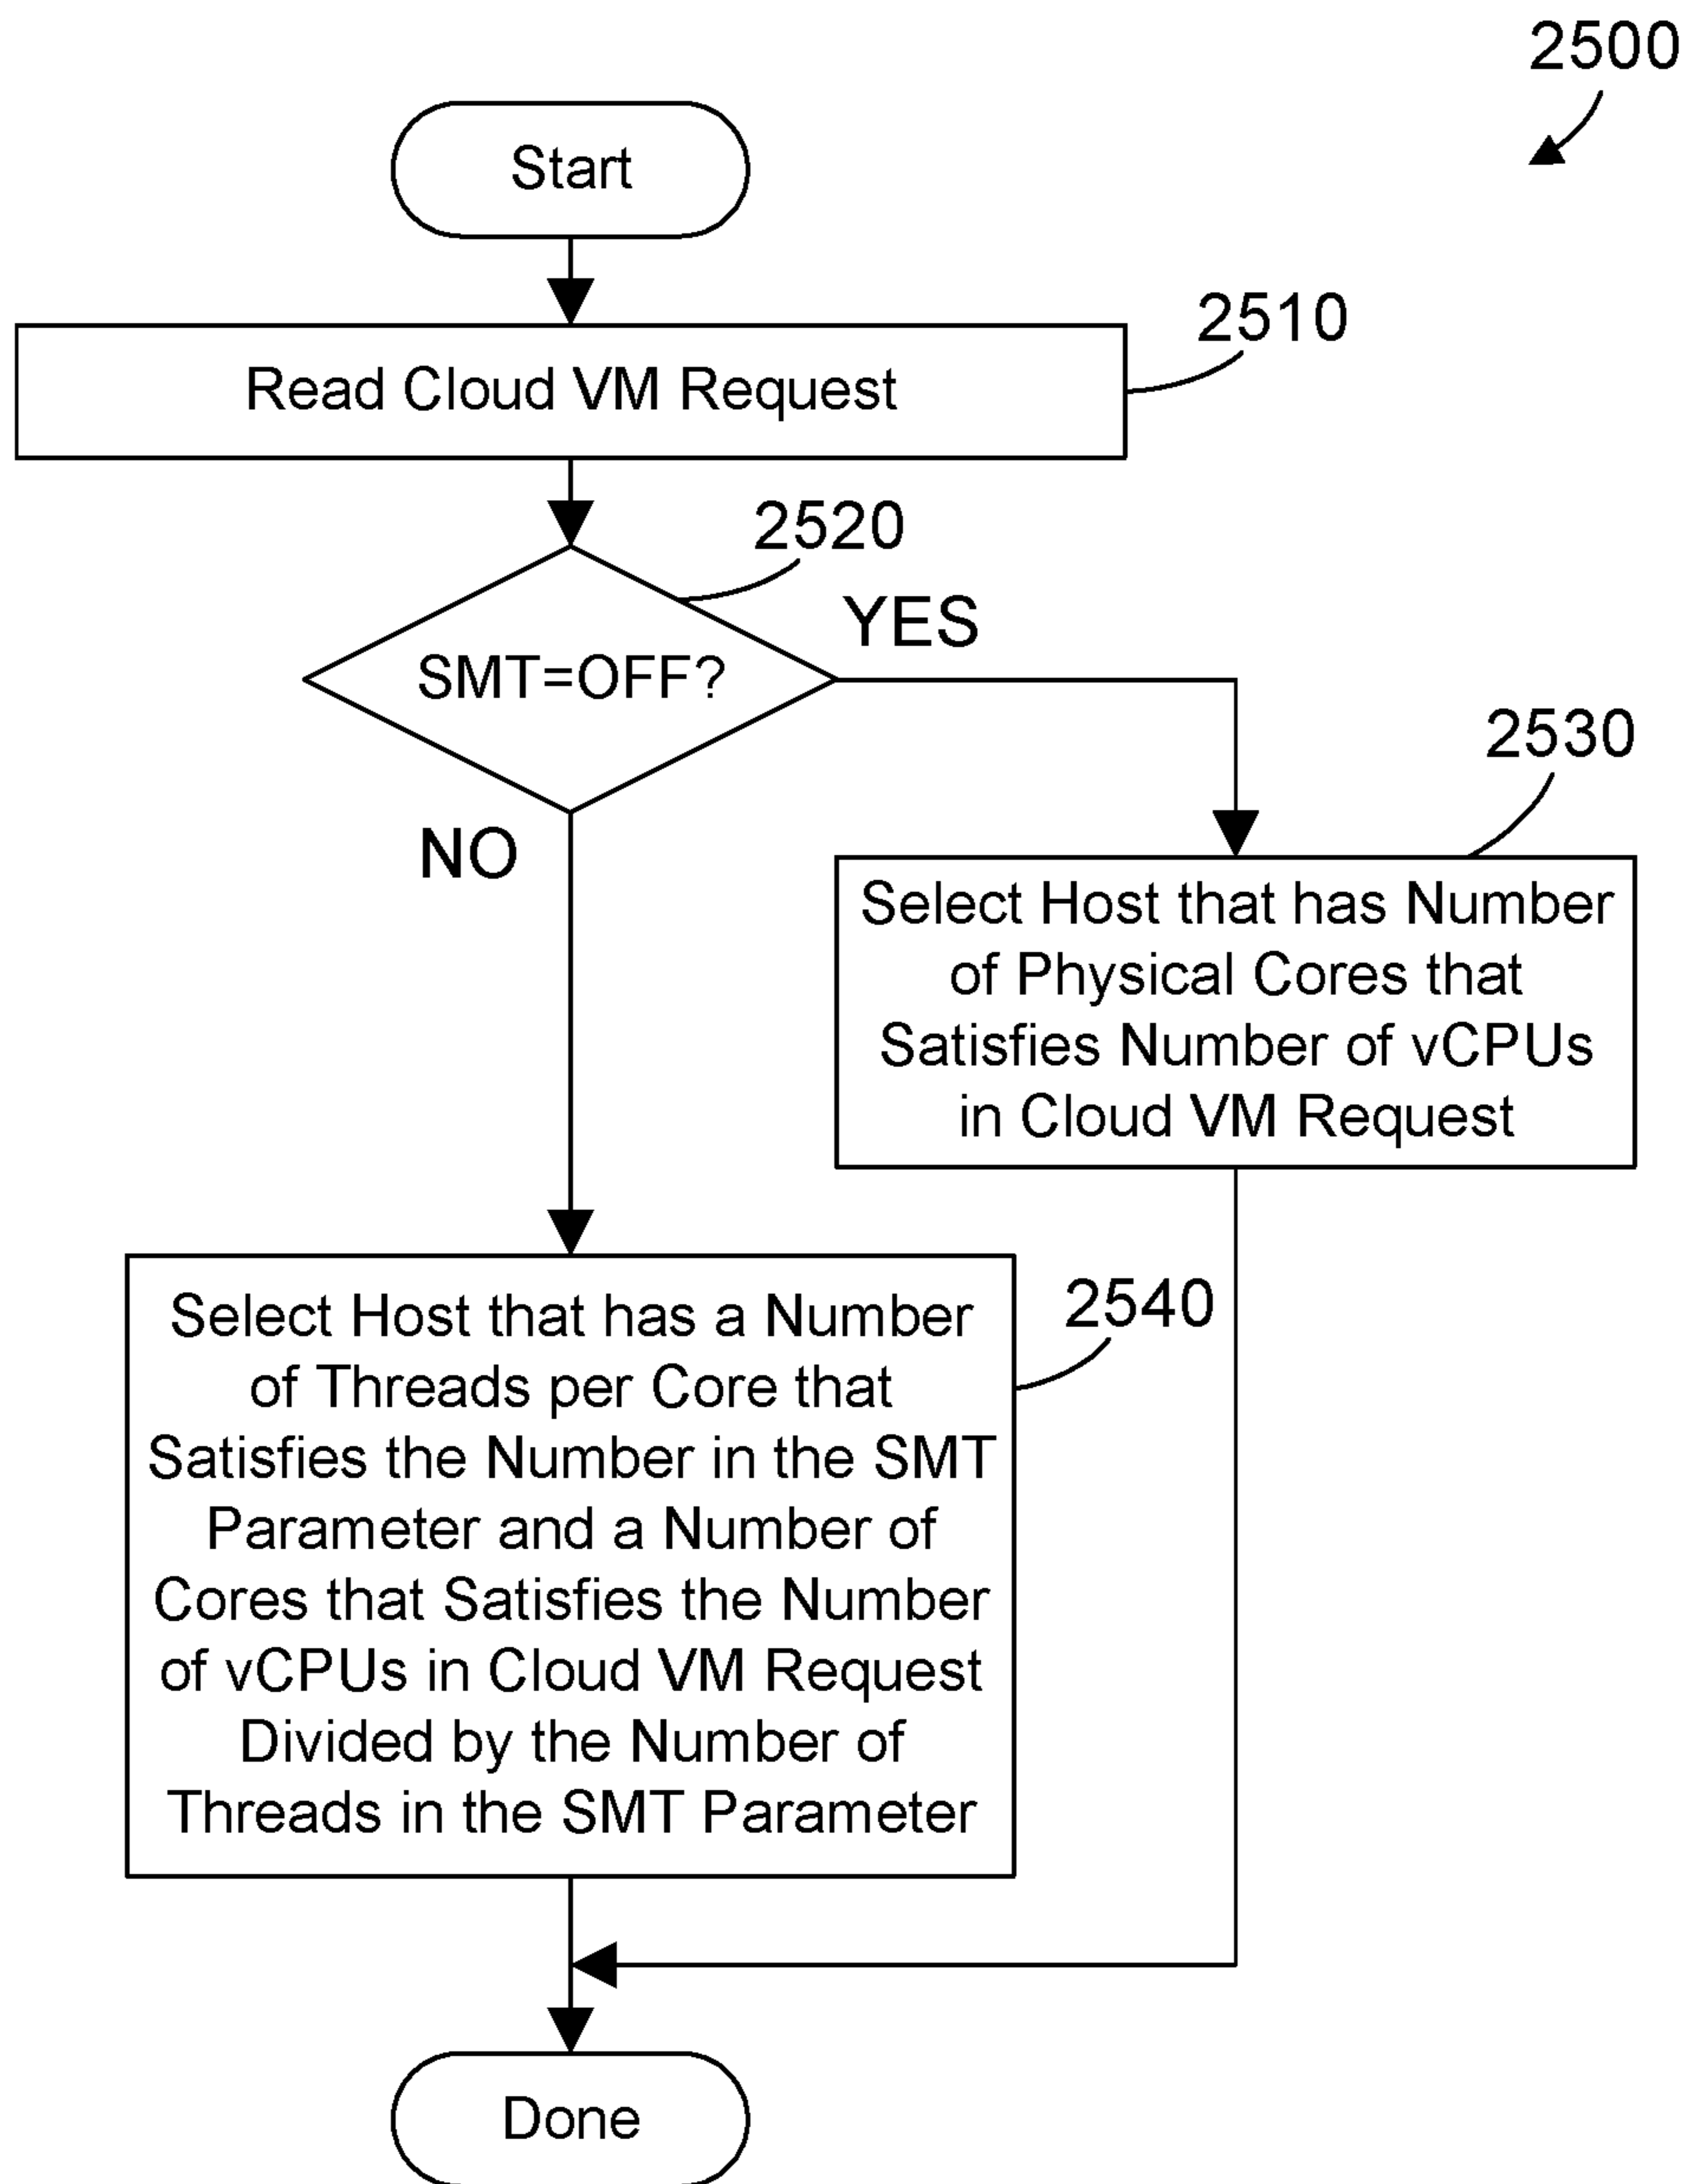 2500
Start
2510
Read Cloud VM Request
2520
YES
SMT=OFF?
2530
NO
Select Host that has Number
of Physical Cores that
Satisfies Number of vCPUs
in Cloud VM Request
2540
Select Host that has a Number
of Threads per Core that
Satisfies the Number in the SMT
Parameter and a Number of
Cores that Satisfies the Number
of vCPUs in Cloud VM Request
Divided by the Number of
Threads in the SMT Parameter
Done